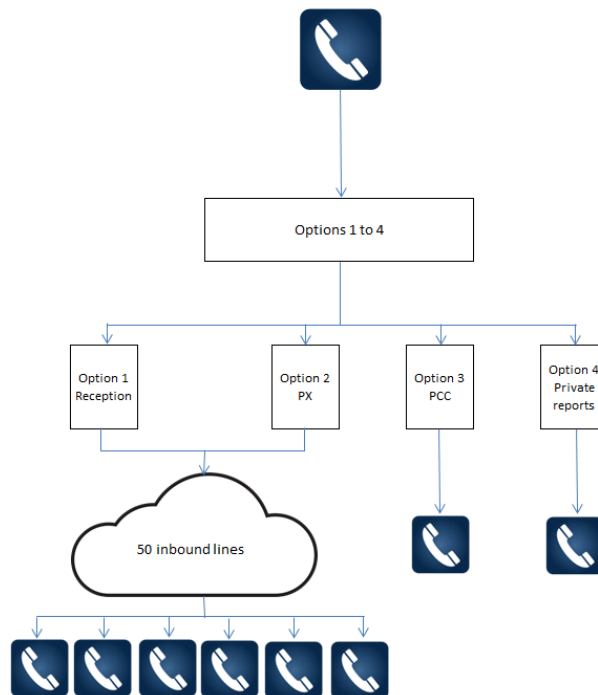 Options 1 to 4
Option 1
Reception
Option 2
PX
Option 3
PCC
Option 4
Private
reports
50 inbound lines